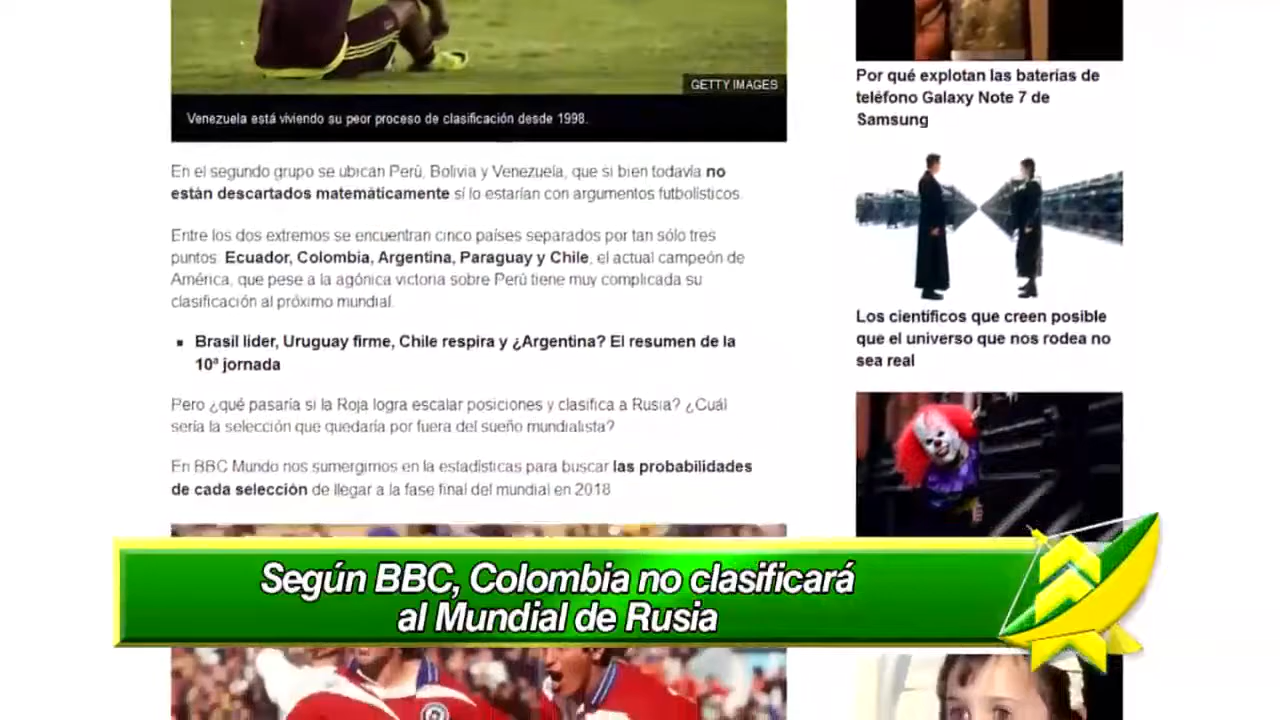 GETTY IMAGES
Venezuela está viviendo su peor proceso de clasificación desde 1998.
En el segundo grupo se ubican Perú, Bolivia y Venezuela, que si bien todavía no
están descartados matemáticamente sí lo estarían con argumentos futbolísticos.
Entre los dos extremos se encuentran cinco países separados por tan sólo tres
puntos: Ecuador, Colombia, Argentina, Paraguay y Chile, el actual campeón de
América, que pese a la agónica victoria sobre Perú tiene muy complicada su
clasificación al próximo mundial.
Brasil líder, Uruguay firme, Chile respira y ¿Argentina? El resumen de la
10ª jornada
Pero ¿qué pasaría si la Roja logra escalar posiciones y clasifica a Rusia? ¿Cuál
sería la selección que quedaría por fuera del sueño mundialista?
En BBC Mundo nos sumergimos en la estadísticas para buscar las probabilidades
de cada selección de llegar a la fase final del mundial en 2018
Por qué explotan las baterías de
teléfono Galaxy Note 7 de
Samsung
Los científicos que creen posible
que el universo que nos rodea no
sea real
Según BBC, Colombia no clasificará
al Mundial de Rusia